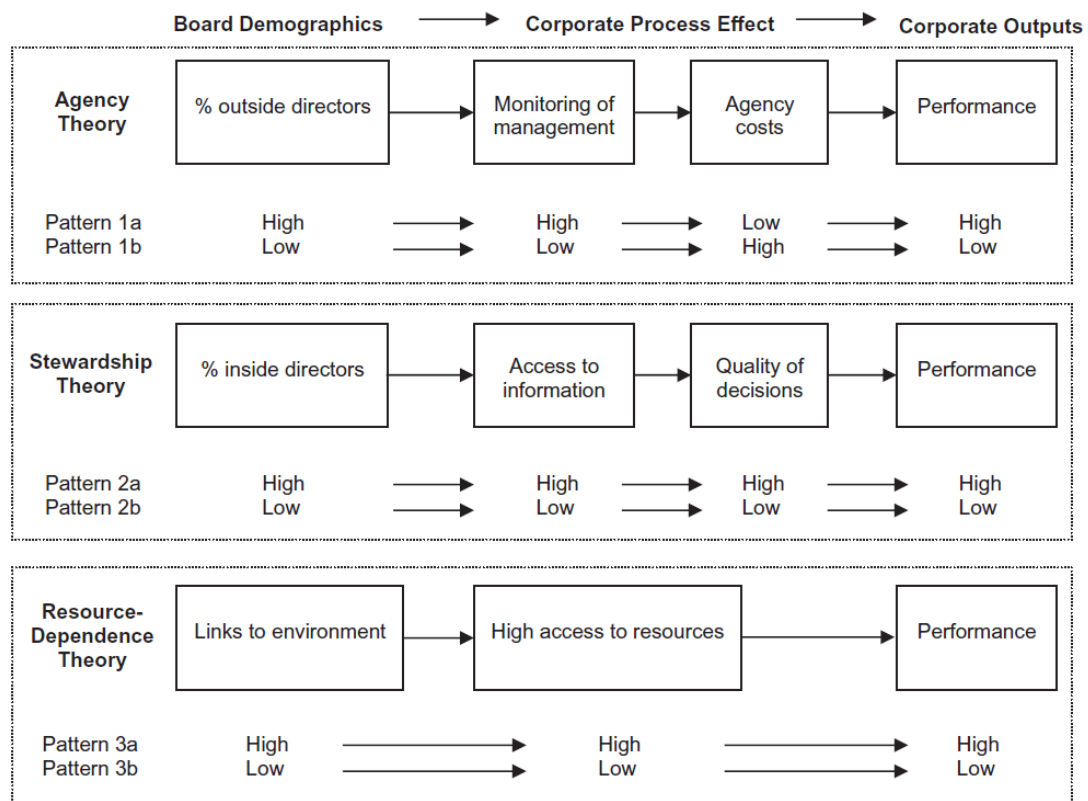 Board Demographics Corporate Process Effect Corporate Outputs
Agency
Theory
% outside directors
Monitoring of
management
Agency
costs
Performance
Pattern 1a High High Low High
Pattern 1b Low Low High Low
Stewardship
Theory
% inside directors
Access to
information
Quality of
decisions
Performance
Pattern 2a High High High High
Pattern 2b Low Low Low Low
Resource-
Dependence
Theory
Links to environment
High access to resources
Performance
Pattern 3a High High High
Pattern 3b Low Low Low